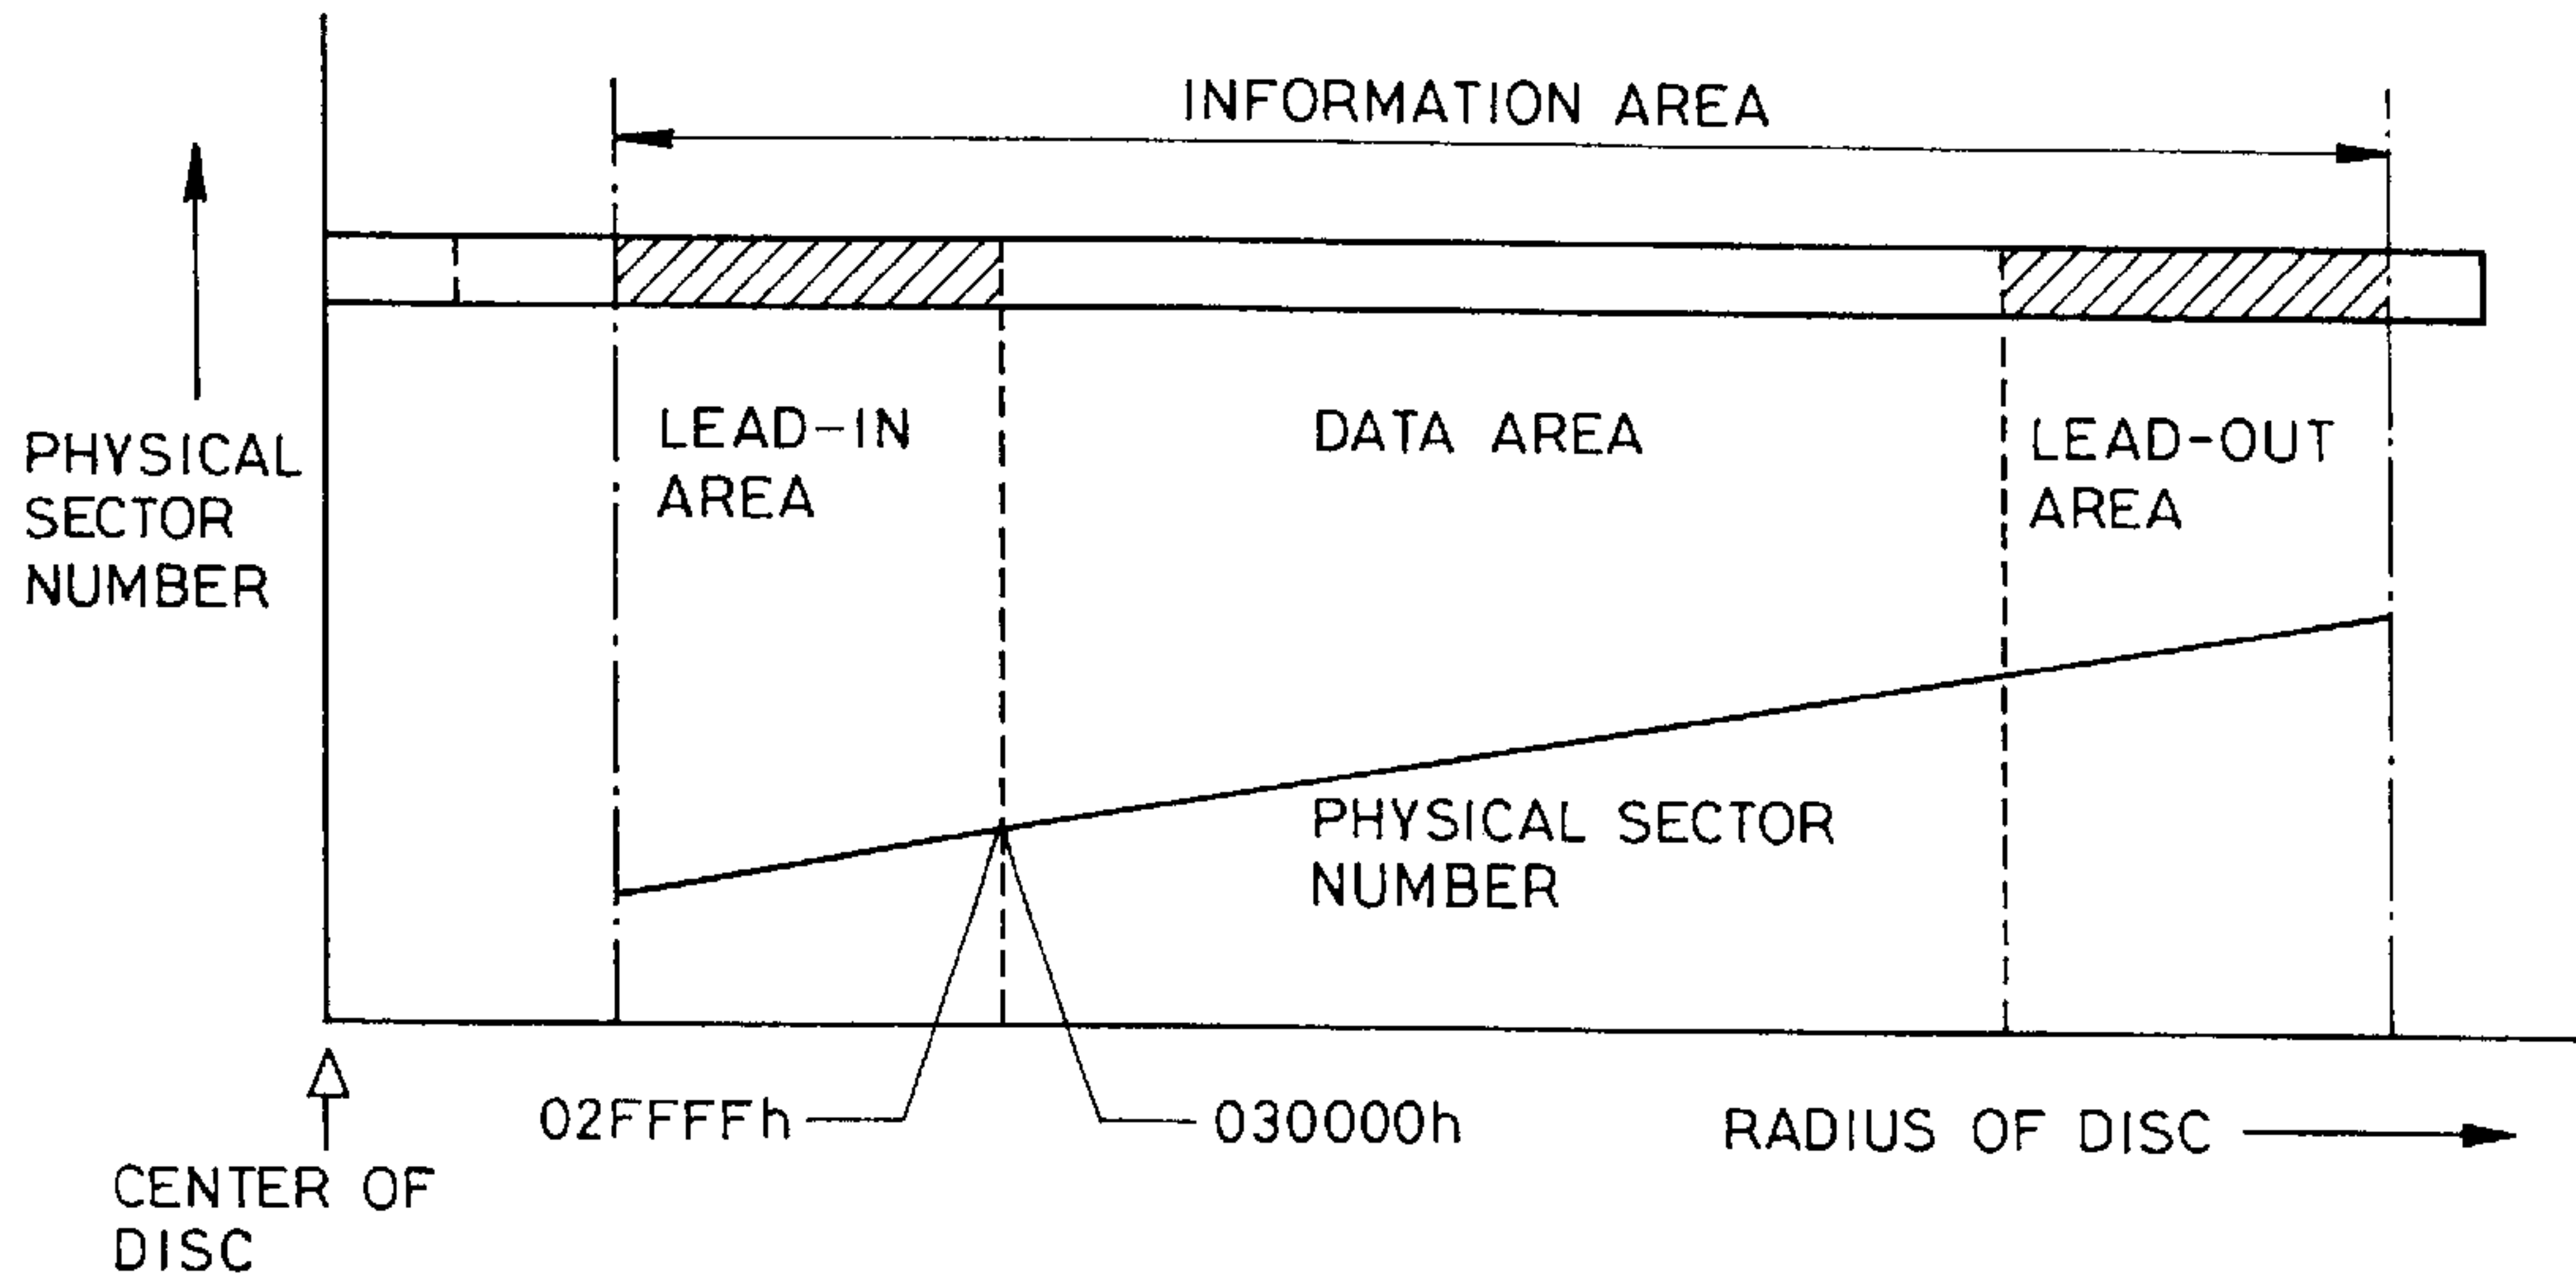 INFORMATION AREA
PHYSICAL
SECTOR
NUMBER
LEAD-IN
AREA
DATA AREA
LEAD-OUT
AREA
PHYSICAL SECTOR
NUMBER
02FFFFh
030000h
RADIUS OF DISC
CENTER OF
DISC